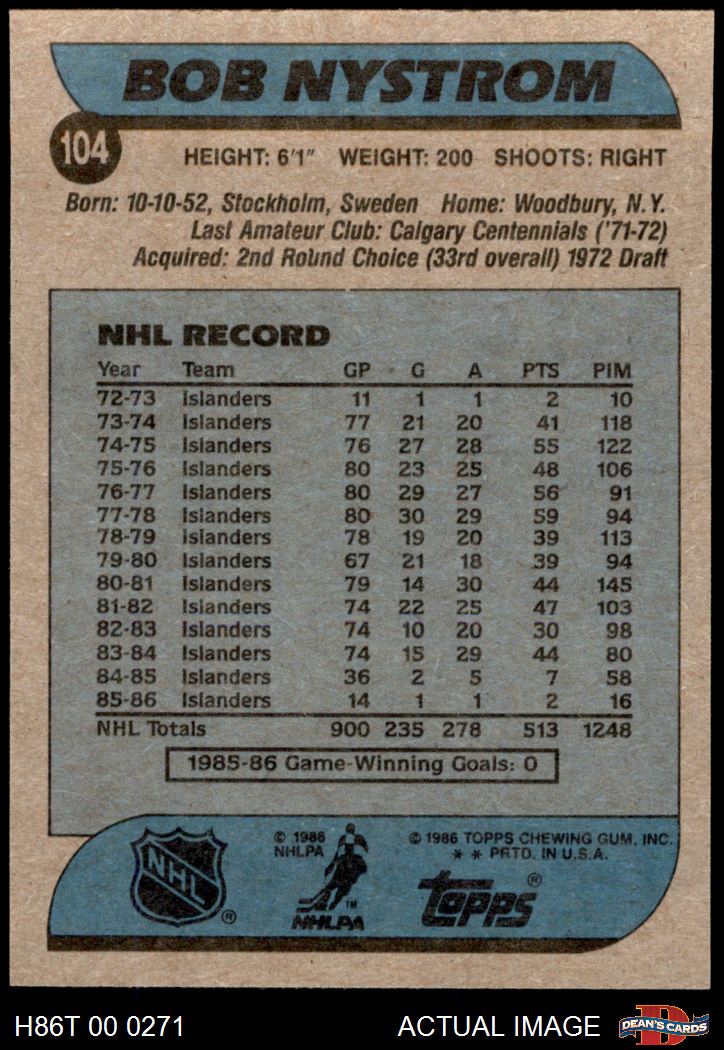 BOB NYSTROM
104
HEIGHT: 6'1" WEIGHT: 200 SHOOTS: RIGHT
Born: 10-10-52, Stockholm, Sweden Home: Woodbury, N.Y.
Last Amateur Club: Calgary Centennials ('71-72)
Acquired: 2nd Round Choice (33rd overall) 1972 Draft
NHL RECORD
Year Team GP G A PTS PIM
72-73 Islanders 11 1 1 2 10
73-74 Islanders 77 21 20 41 118
74-75 Islanders 76 27 28 55 122
75-76 Islanders 80 23 25 48 106
76-77 Islanders 80 29 27 56 91
77-78 Islanders 80 30 29 59 94
78-79 Islanders 78 19 20 39 113
79-80 Islanders 67 21 18 39 94
80-81 Islanders 79 14 30 44 145
81-82 Islanders 74 22 25 47 103
82-83 Islanders 74 10 20 30 98
83-84 Islanders 74 15 29 44 80
84-85 Islanders 36 2 5 7 58
85-86 Islanders 14 1 1 2 16
NHL Totals 900 235 278 513 1248
1985-86 Game-Winning Goals: 0
NHL ®
© 1986
NHLPA
TM
NHLPA
© 1986 TOPPS CHEWING GUM, INC.
* * PRTD. IN U.S.A.
Topps ®
H86T 00 0271 ACTUAL IMAGE
D
DEAN'S CARDS